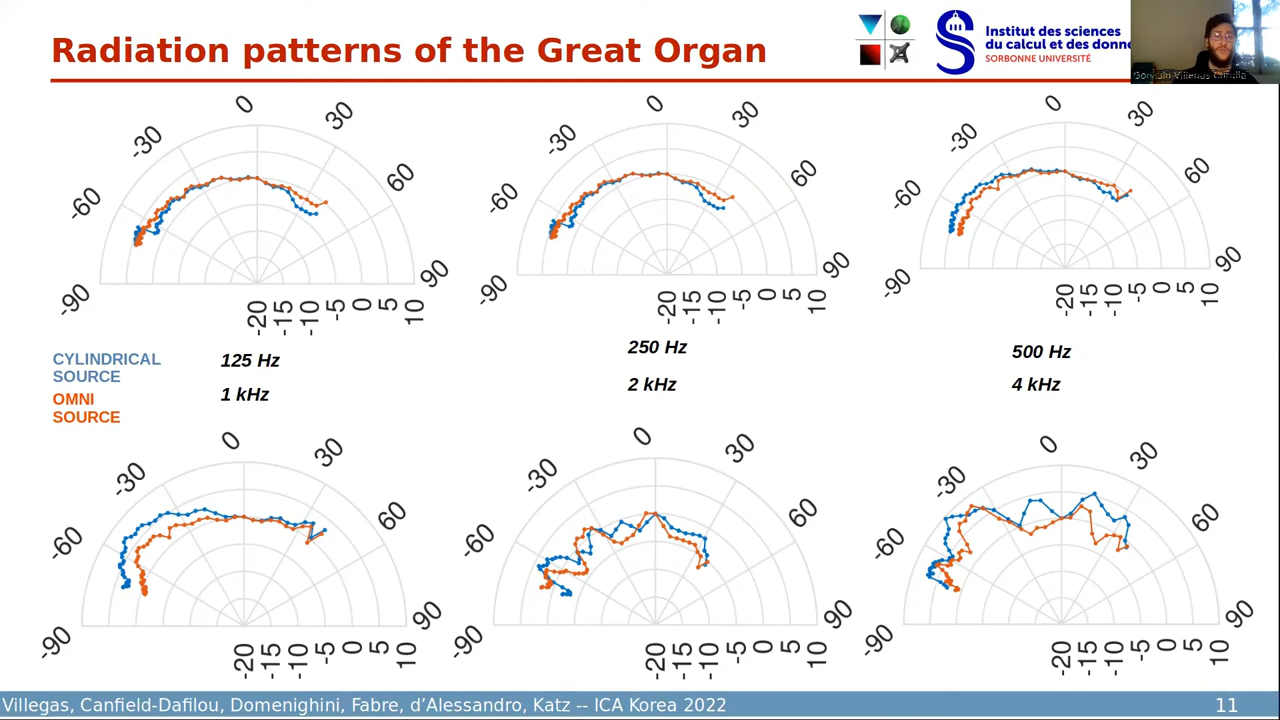 Radiation patterns of the Great Organ
Institut des sciences
du calcul et des donne
SORBONNE UNIVERSITÉ
-90 -60 -30 0 30 60 90
-20 -15 -10 -5 0 5 10
-90 -60 -30 0 30 60 90
-20 -15 -10 -5 0 5 10
-90 -60 -30 0 30 60 90
-20 -15 -10 -5 0 5 10
CYLINDRICAL
SOURCE
OMNI
SOURCE
125 Hz
1 kHz
250 Hz
2 kHz
500 Hz
4 kHz
-90 -60 -30 0 30 60 90
-20 -15 -10 -5 0 5 10
-90 -60 -30 0 30 60 90
-20 -15 -10 -5 0 5 10
-90 -60 -30 0 30 60 90
-20 -15 -10 -5 0 5 10
Villegas, Canfield-Dafilou, Domenighini, Fabre, d’Alessandro, Katz -- ICA Korea 2022
11